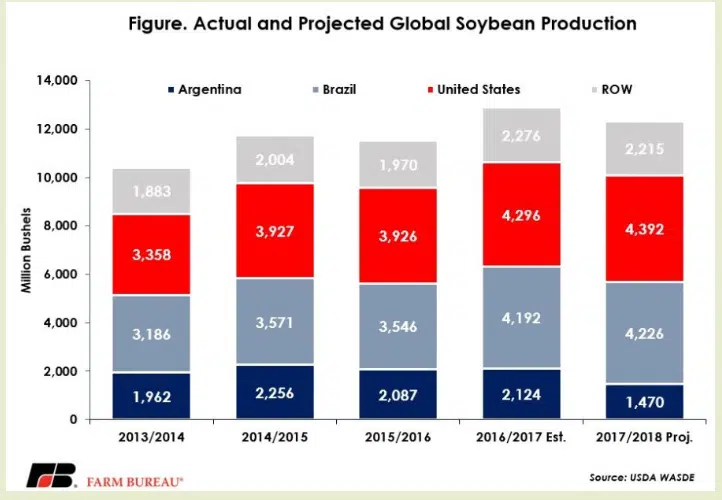 Figure. Actual and Projected Global Soybean Production
14,000
12,000
10,000
8,000
6,000
4,000
2,000
0
Million Bushels
Argentina Brazil United States ROW
1,883 2,004 1,970 2,276 2,215
3,358 3,927 3,926 4,296 4,392
3,186 3,571 3,546 4,192 4,226
1,962 2,256 2,087 2,124 1,470
2013/2014 2014/2015 2015/2016 2016/2017 Est. 2017/2018 Proj.
FB® FARM BUREAU®
Source: USDA WASDE